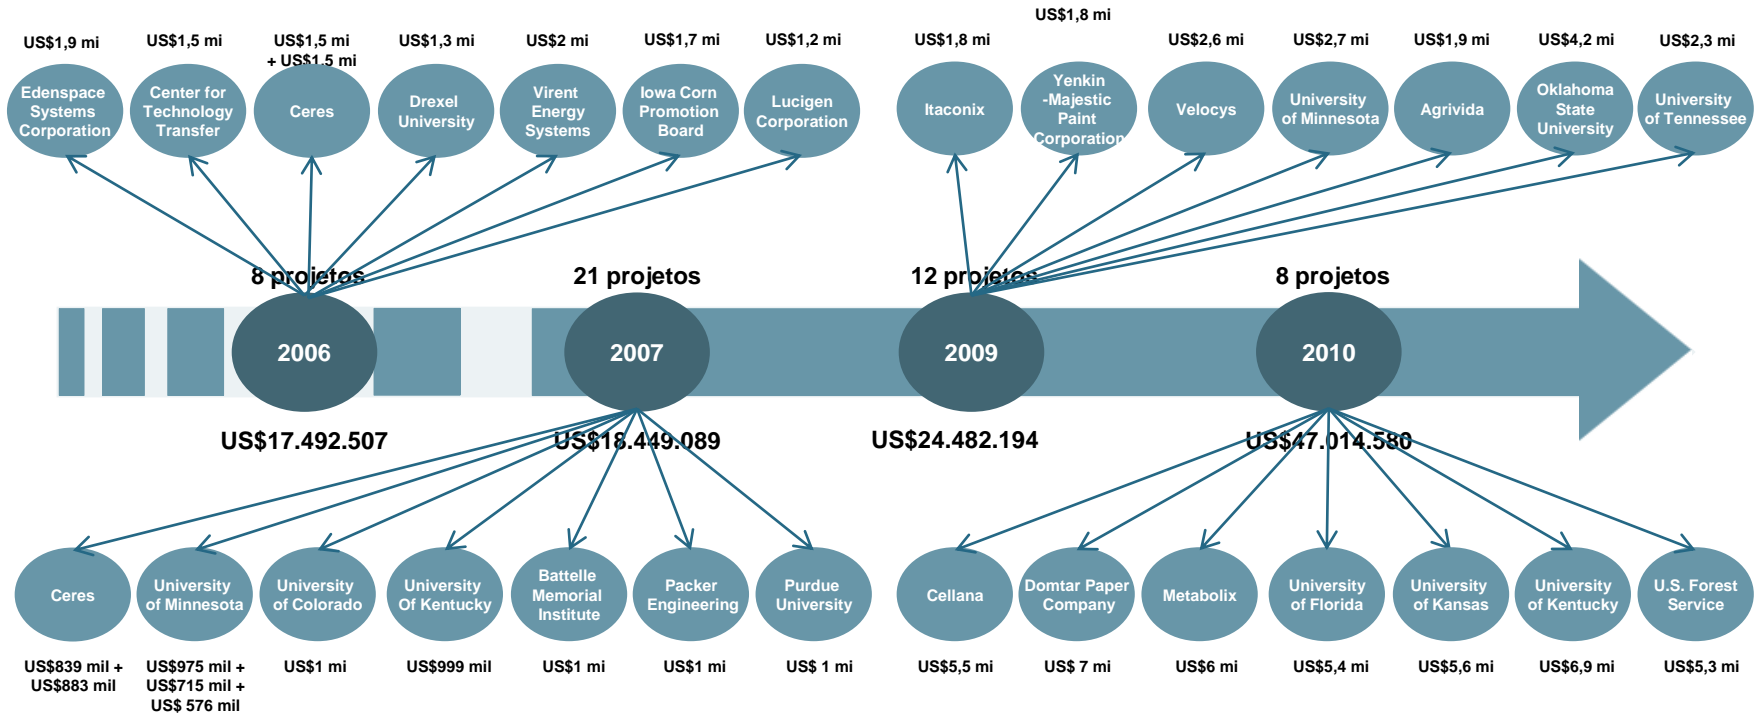 US$1,8 mi
US$1,9 mi
US$1,5 mi
US$1,5 mi
+ US$1,5 mi
US$1,3 mi
US$2 mi
US$1,7 mi
US$1,2 mi
US$1,8 mi
US$2,6 mi
US$2,7 mi
US$1,9 mi
US$4,2 mi
US$2,3 mi
Edenspace
Systems
Corporation
Center for
Technology
Transfer
Ceres
Drexel
University
Virent
Energy
Systems
Iowa Corn
Promotion
Board
Lucigen
Corporation
Itaconix
Yenkin
-Majestic
Paint
Corporation
Velocys
University
of Minnesota
Agrivida
Oklahoma
State
University
University
of Tennessee
8 projetos
21 projetos
12 projetos
8 projetos
2006
2007
2009
2010
US$17.492.507
US$18.449.089
US$24.482.194
US$47.014.580
Ceres
University
of Minnesota
University
of Colorado
University
Of Kentucky
Battelle
Memorial
Institute
Packer
Engineering
Purdue
University
Cellana
Domtar Paper
Company
Metabolix
University
of Florida
University
of Kansas
University
of Kentucky
U.S. Forest
Service
US$839 mil +
US$883 mil
US$975 mil +
US$715 mil +
US$ 576 mil
US$1 mi
US$999 mil
US$1 mi
US$1 mi
US$ 1 mi
US$5,5 mi
US$ 7 mi
US$6 mi
US$5,4 mi
US$5,6 mi
US$6,9 mi
US$5,3 mi